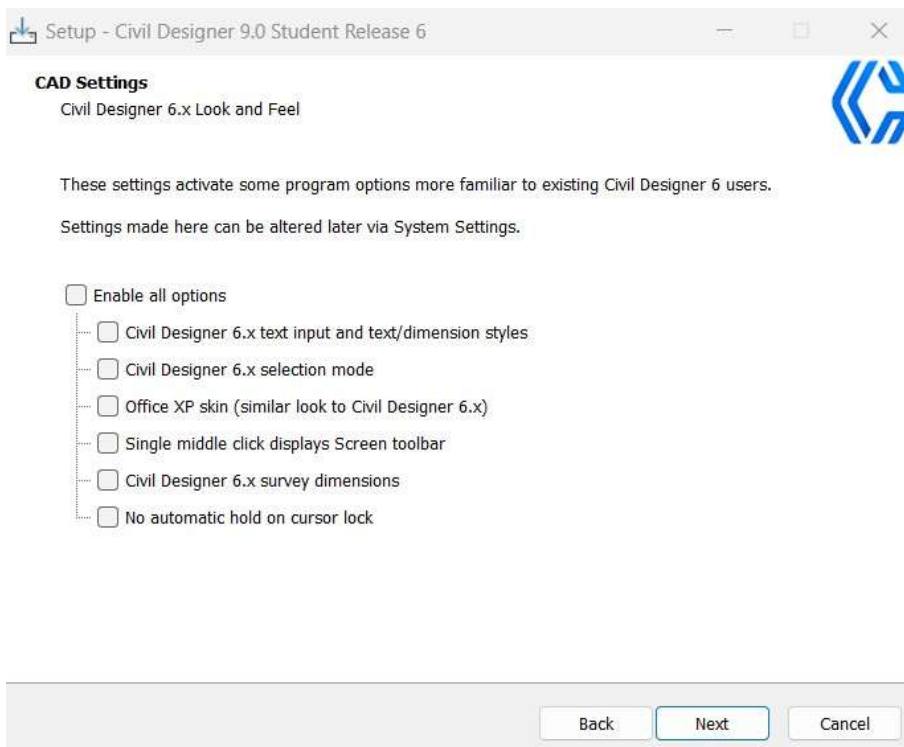 Setup - Civil Designer 9.0 Student Release 6
CAD Settings
Civil Designer 6.x Look and Feel
These settings activate some program options more familiar to existing Civil Designer 6 users.
Settings made here can be altered later via System Settings.
Enable all options
Civil Designer 6.x text input and text/dimension styles
Civil Designer 6.x selection mode
Office XP skin (similar look to Civil Designer 6.x)
Single middle click displays Screen toolbar
Civil Designer 6.x survey dimensions
No automatic hold on cursor lock
Back Next Cancel